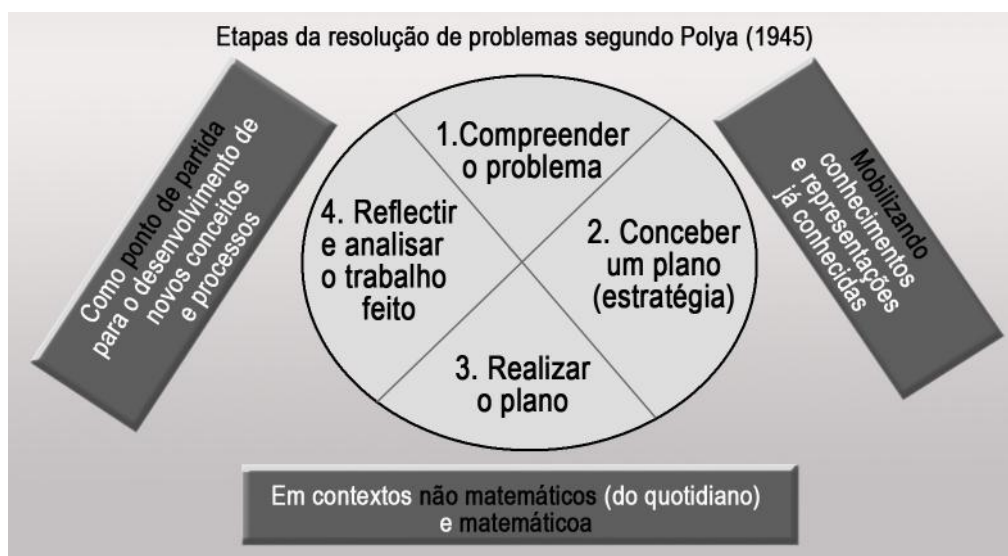 Etapas da resolução de problemas segundo Polya (1945)
Como ponto de partida
para o desenvolvimento de
novos conceitos
e processos
1.Compreender
o problema
2. Conceber
um plano
(estratégia)
3. Realizar
o plano
4. Reflectir
e analisar
o trabalho
feito
Mobilizando
conhecimentos
e representações
já conhecidas
Em contextos não matemáticos (do quotidiano)
e matemáticoa